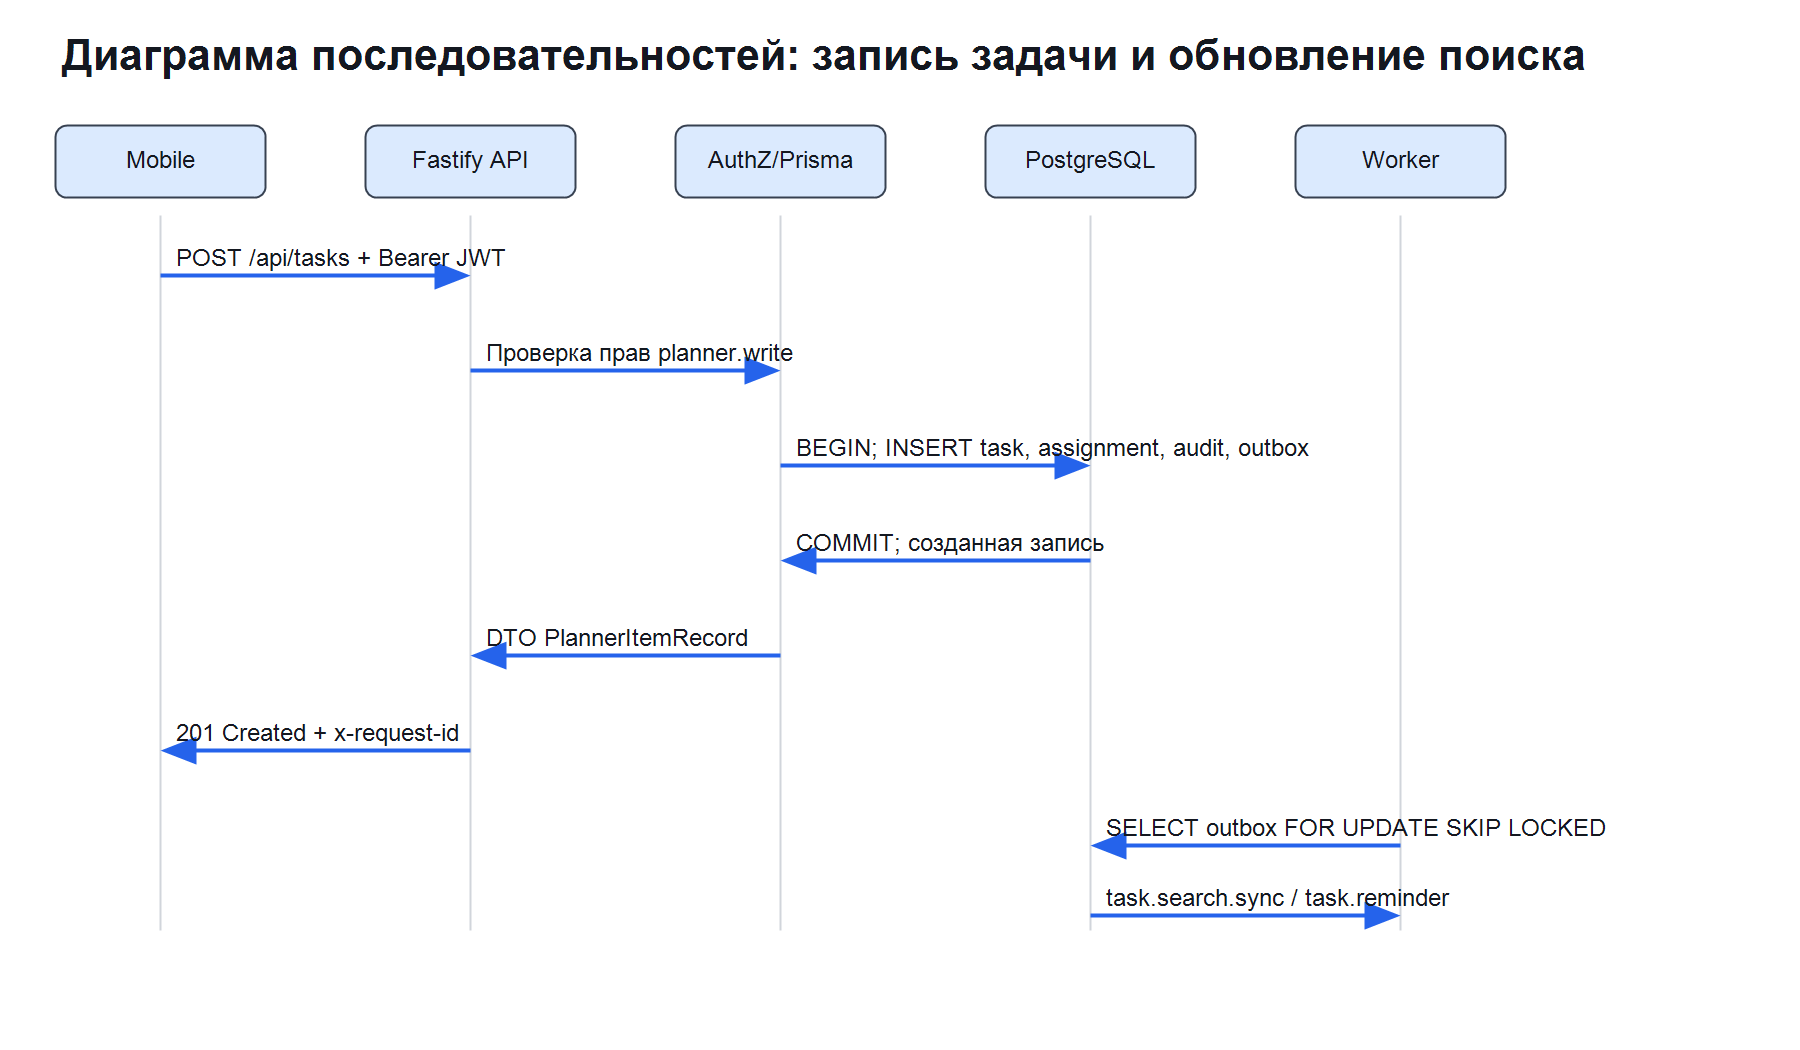 Диаграмма последовательностей: запись задачи и обновление поиска
Mobile
Fastify API
AuthZ/Prisma
PostgreSQL
Worker
POST /api/tasks + Bearer JWT
Проверка прав planner.write
BEGIN; INSERT task, assignment, audit, outbox
COMMIT; созданная запись
DTO PlannerItemRecord
201 Created + x-request-id
SELECT outbox FOR UPDATE SKIP LOCKED
task.search.sync / task.reminder